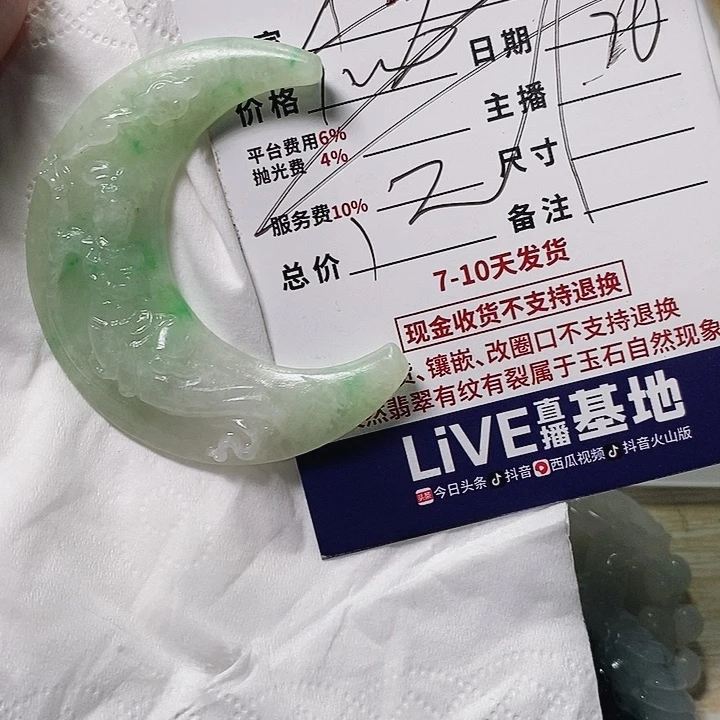 日期
价格
主播
平台费用6%
抛光费 4%
尺寸
服务费10%
2
备注
总价
7-10天发货
现金收货不支持退换
、镶嵌、改圈口不支持退换
然翡翠有纹有裂属于玉石自然现象
LiVE直播基地
头条 今日头条 抖音 西瓜视频 抖音火山版